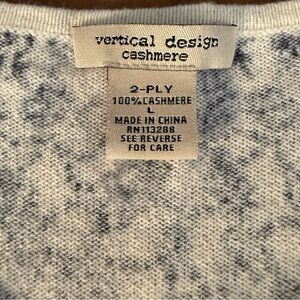 vertical design
cashmere
2-PLY
100% CASHMERE
L
MADE IN CHINA
RN113288
SEE REVERSE
FOR CARE